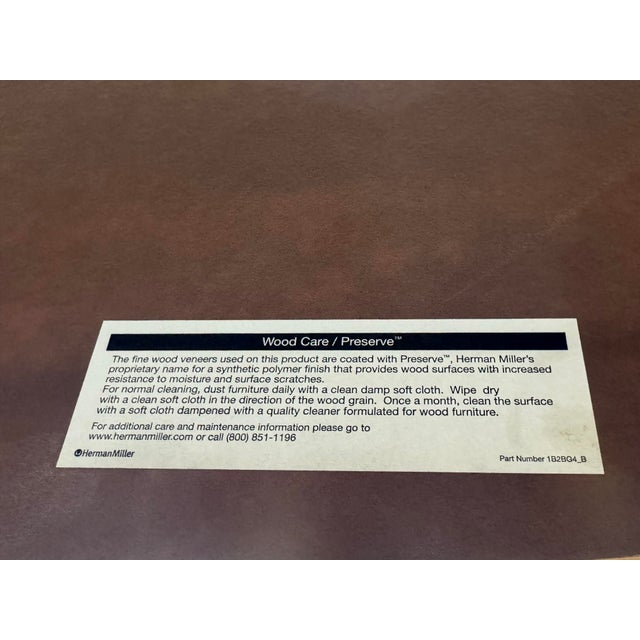 Wood Care / Preserve™
The fine wood veneers used on this product are coated with Preserve™, Herman Miller's
proprietary name for a synthetic polymer finish that provides wood surfaces with increased
resistance to moisture and surface scratches.
For normal cleaning, dust furniture daily with a clean damp soft cloth. Wipe dry
with a clean soft cloth in the direction of the wood grain. Once a month, clean the surface
with a soft cloth dampened with a quality cleaner formulated for wood furniture.
For additional care and maintenance information please go to
www.hermanmiller.com or call (800) 851-1196
HermanMiller Part Number 1B2BG4_B